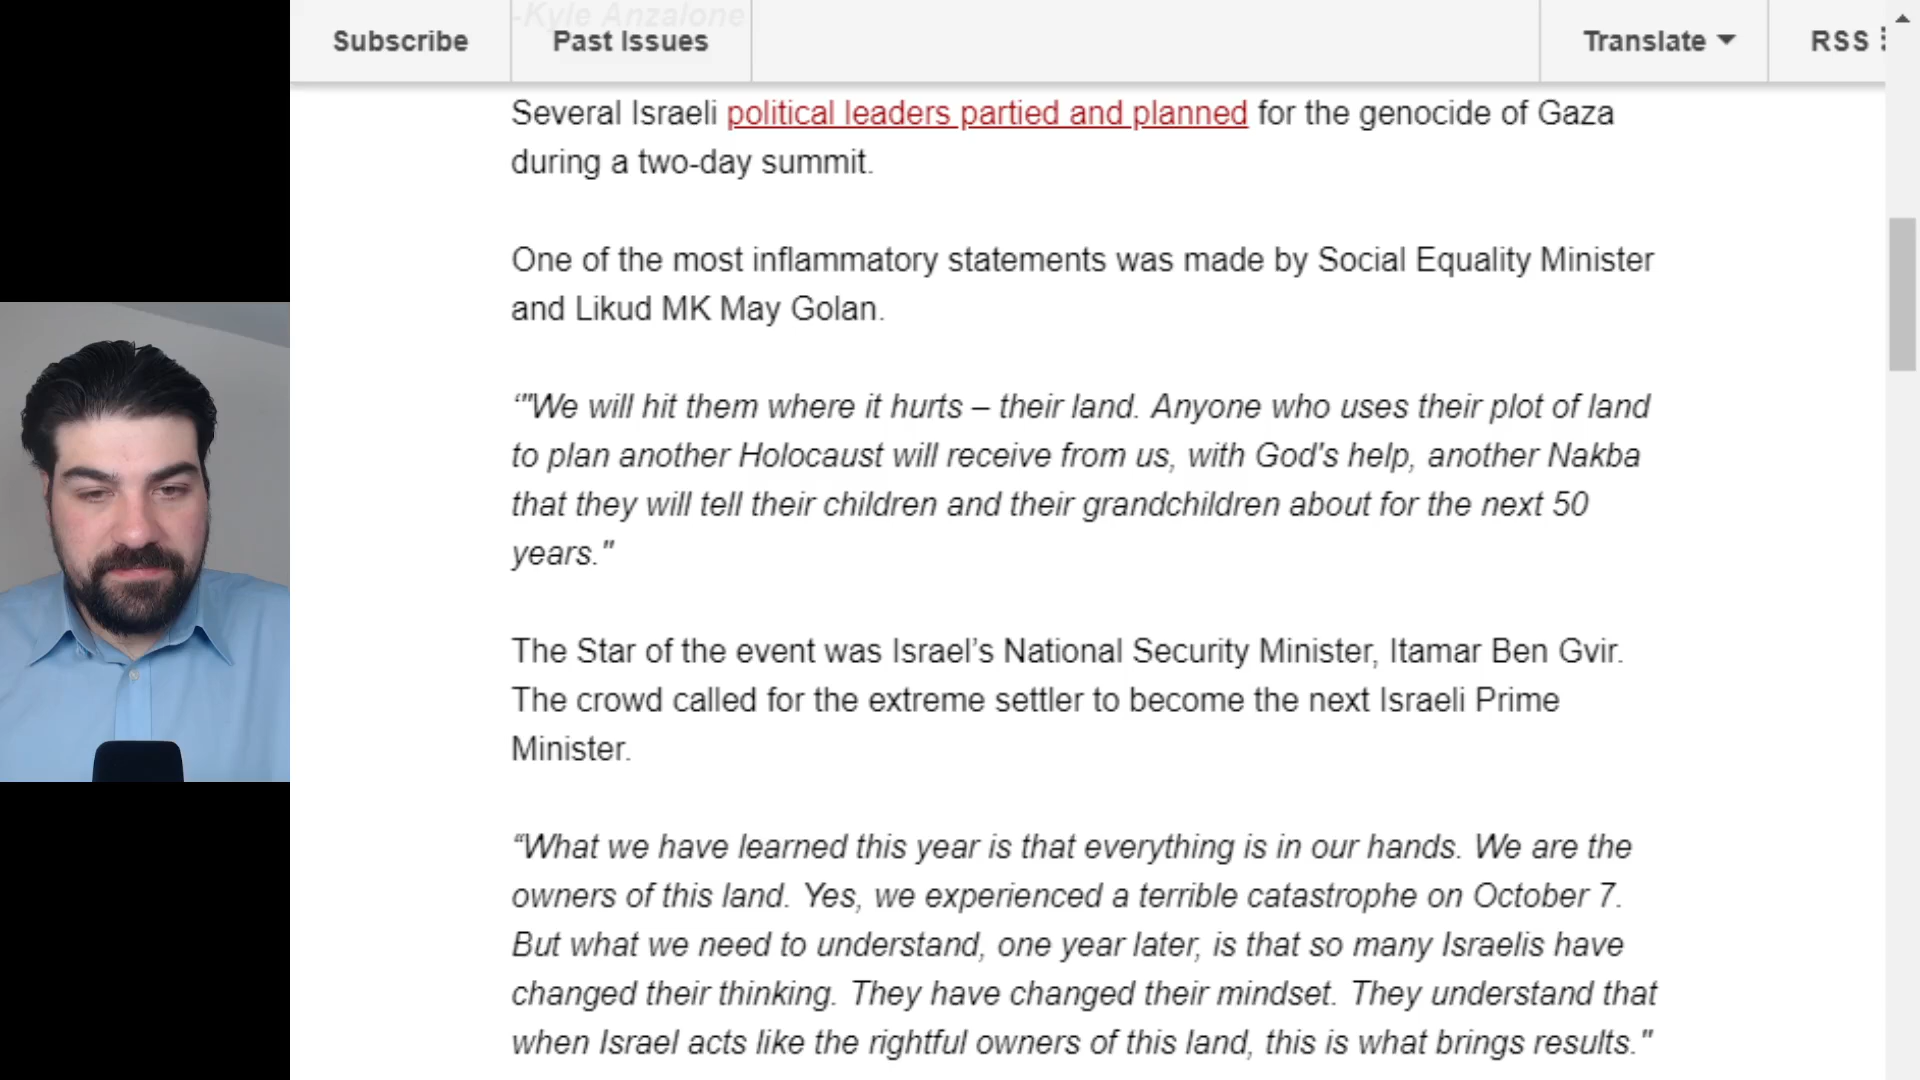 -Kyle Anzalone
Subscribe
Past Issues
Translate
RSS
Several Israeli political leaders partied and planned for the genocide of Gaza
during a two-day summit.
One of the most inflammatory statements was made by Social Equality Minister
and Likud MK May Golan.
‘"We will hit them where it hurts – their land. Anyone who uses their plot of land
to plan another Holocaust will receive from us, with God's help, another Nakba
that they will tell their children and their grandchildren about for the next 50
years."
The Star of the event was Israel’s National Security Minister, Itamar Ben Gvir.
The crowd called for the extreme settler to become the next Israeli Prime
Minister.
“What we have learned this year is that everything is in our hands. We are the
owners of this land. Yes, we experienced a terrible catastrophe on October 7.
But what we need to understand, one year later, is that so many Israelis have
changed their thinking. They have changed their mindset. They understand that
when Israel acts like the rightful owners of this land, this is what brings results."